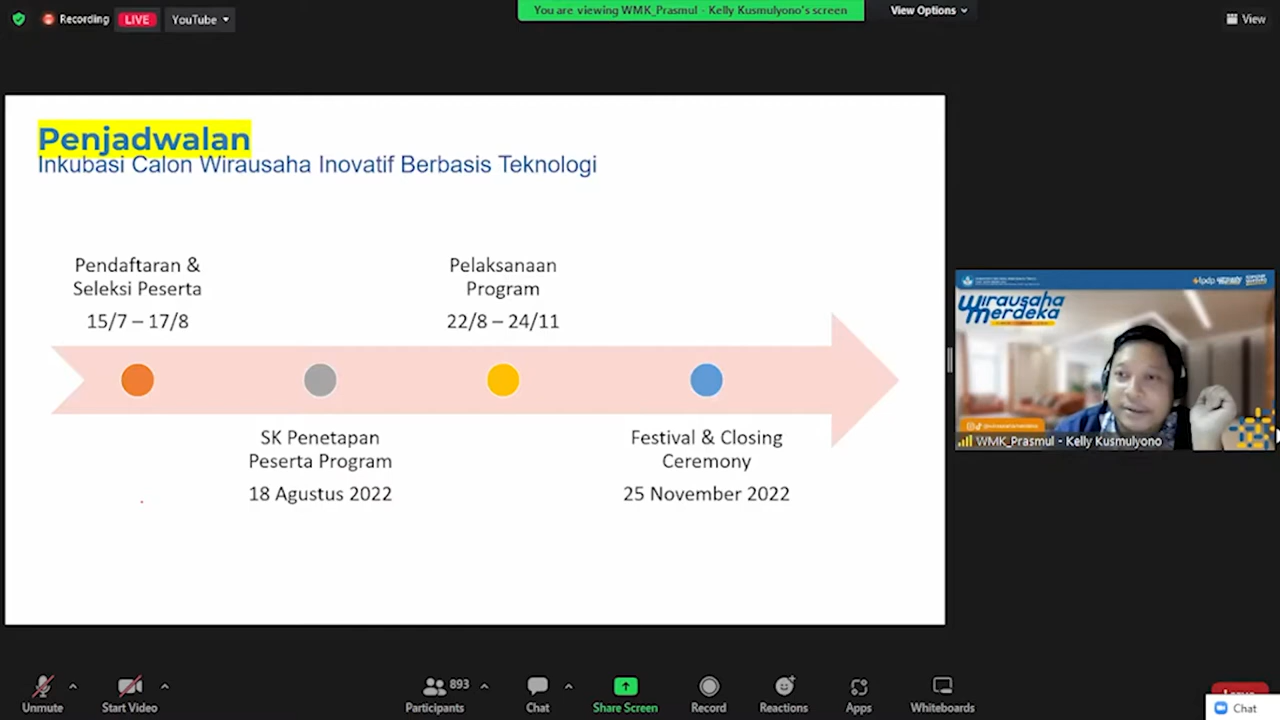 Recording
LIVE
YouTube
You are viewing WMK_Prasmul - Kelly Kusmulyono's screen
View Options
View
Penjadwalan
Inkubasi Calon Wirausaha Inovatif Berbasis Teknologi
Pendaftaran &
Seleksi Peserta
15/7 – 17/8
Pelaksanaan
Program
22/8 – 24/11
SK Penetapan
Peserta Program
18 Agustus 2022
Festival & Closing
Ceremony
25 November 2022
lpdp
Wirausaha
Merdeka
WMK_Prasmul - Kelly Kusmulyono
Unmute
Start Video
893
Participants
Chat
Share Screen
Record
Reactions
Apps
Whiteboards
Chat